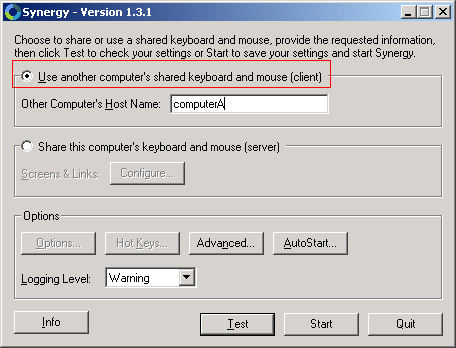 Synergy - Version 1.3.1
Choose to share or use a shared keyboard and mouse, provide the requested information,
then click Test to check your settings or Start to save your settings and start Synergy.
Use another computer's shared keyboard and mouse (client)
Other Computer's Host Name: computerA
Share this computer's keyboard and mouse (server)
Screens & Links: Configure...
Options
Options... Hot Keys... Advanced... AutoStart...
Logging Level: Warning
Info Test Start Quit